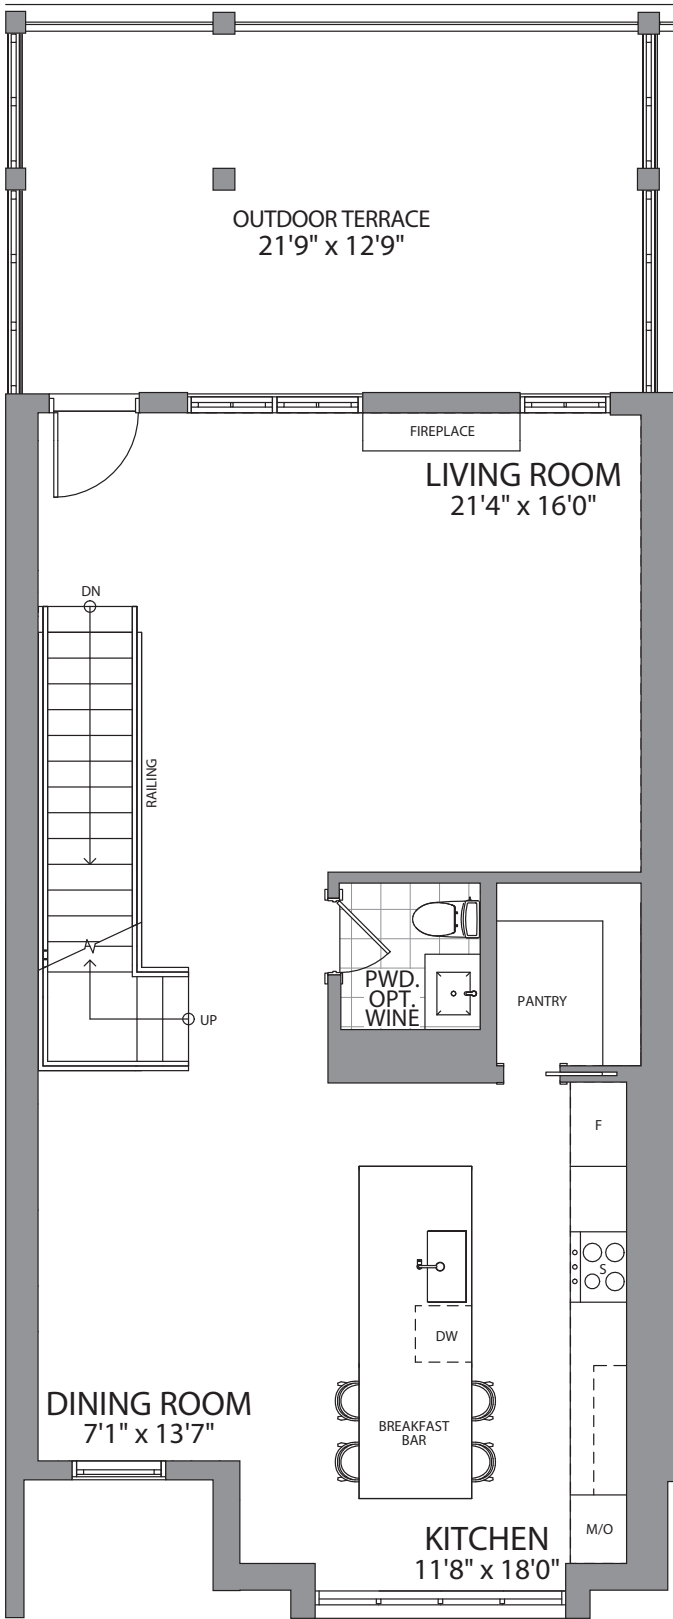 OUTDOOR TERRACE
21'9" x 12'9"
FIREPLACE
LIVING ROOM
21'4" x 16'0"
DN
RAILING
UP
PWD.
OPT.
WINE
PANTRY
F
S
DW
BREAKFAST
BAR
DINING ROOM
7'1" x 13'7"
M/O
KITCHEN
11'8" x 18'0"